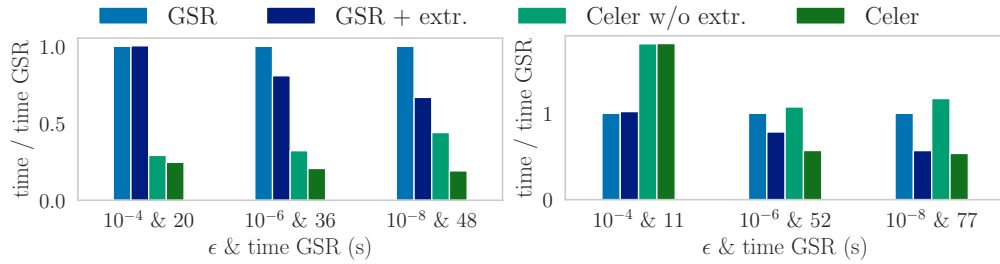 GSR GSR + extr. Celer w/o extr. Celer
time / time GSR
1.0
0.5
0.0
10⁻⁴ & 20 10⁻⁶ & 36 10⁻⁸ & 48
ϵ & time GSR (s)
time / time GSR
1
0
10⁻⁴ & 11 10⁻⁶ & 52 10⁻⁸ & 77
ϵ & time GSR (s)